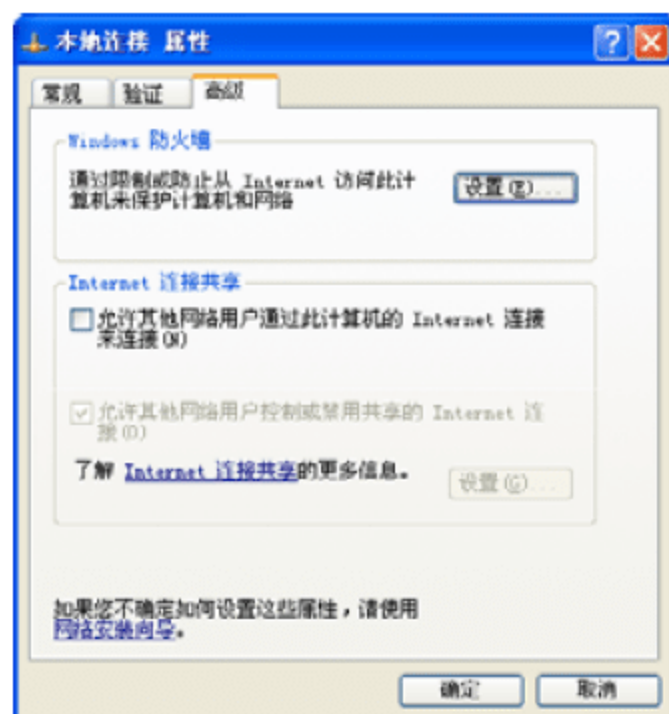 本地连接 属性
常规 验证 高级
Windows 防火墙
通过限制或防止从 Internet 访问此计
算机来保护计算机和网络
设置(E)...
Internet 连接共享
允许其他网络用户通过此计算机的 Internet 连接
来连接(N)
允许其他网络用户控制或禁用共享的 Internet 连
接(O)
了解 Internet 连接共享的更多信息。
设置(G)...
如果您不确定如何设置这些属性，请使用
网络安装向导。
确定 取消